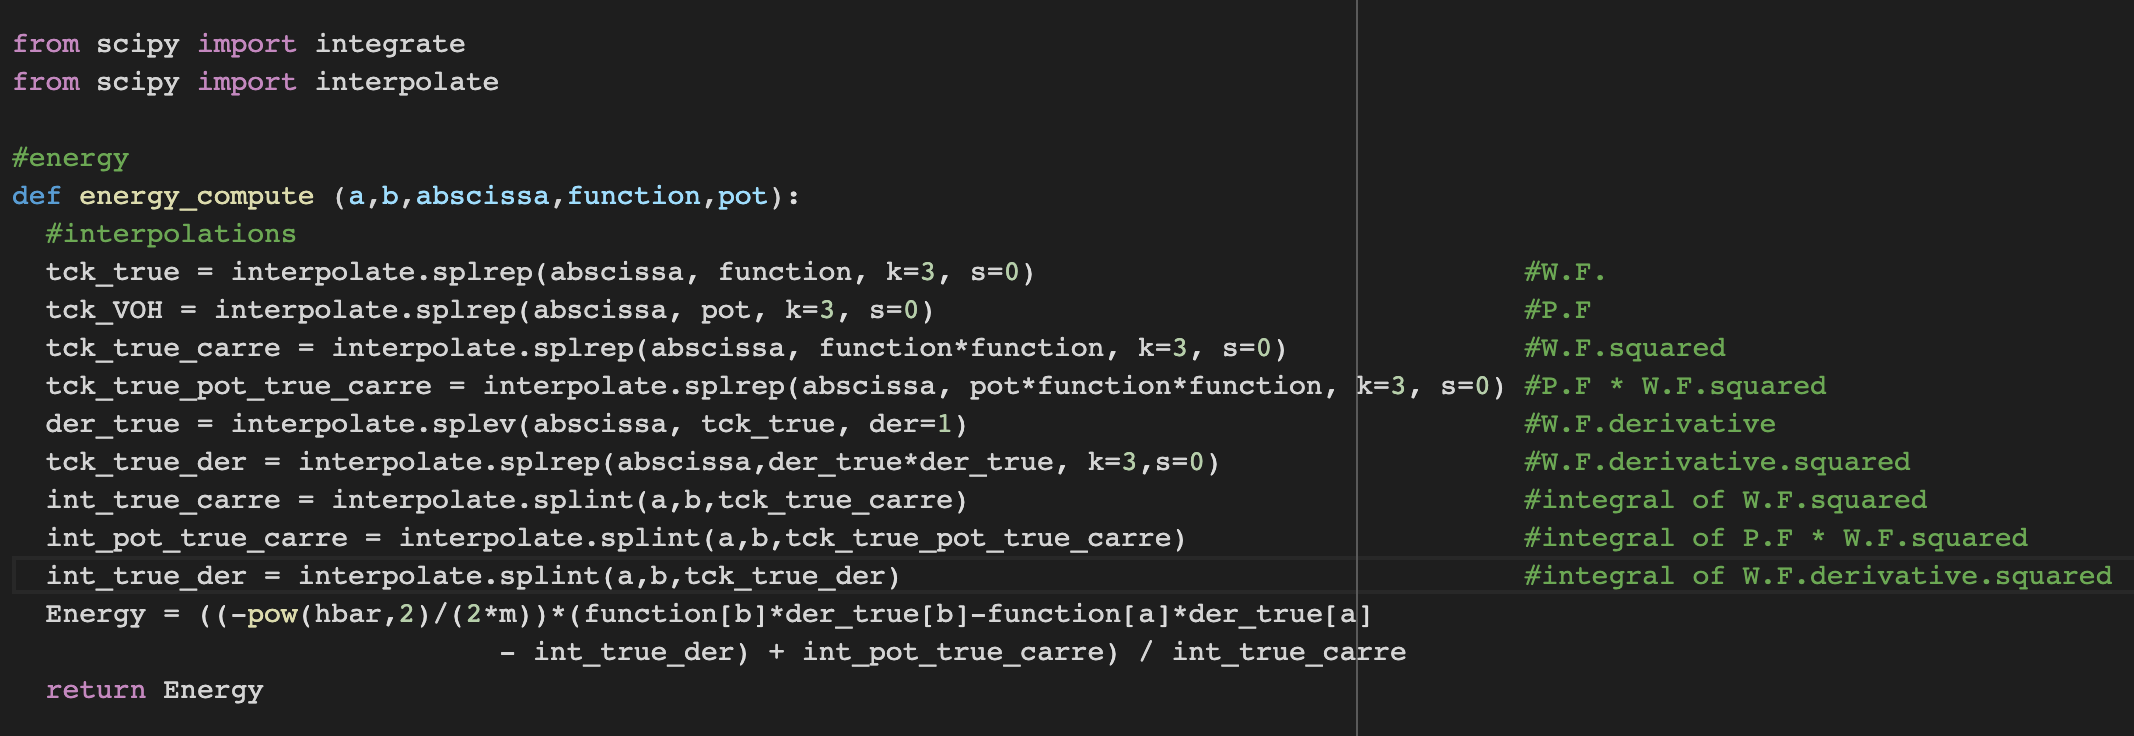 from scipy import integrate
from scipy import interpolate
#energy
def energy_compute (a,b,abscissa,function,pot):
#interpolations
tck_true = interpolate.splrep(abscissa, function, k=3, s=0) #W.F.
tck_VOH = interpolate.splrep(abscissa, pot, k=3, s=0) #P.F
tck_true_carre = interpolate.splrep(abscissa, function*function, k=3, s=0) #W.F.squared
tck_true_pot_true_carre = interpolate.splrep(abscissa, pot*function*function, k=3, s=0) #P.F * W.F.squared
der_true = interpolate.splev(abscissa, tck_true, der=1) #W.F.derivative
tck_true_der = interpolate.splrep(abscissa,der_true*der_true, k=3,s=0) #W.F.derivative.squared
int_true_carre = interpolate.splint(a,b,tck_true_carre) #integral of W.F.squared
int_pot_true_carre = interpolate.splint(a,b,tck_true_pot_true_carre) #integral of P.F * W.F.squared
int_true_der = interpolate.splint(a,b,tck_true_der) #integral of W.F.derivative.squared
Energy = ((-pow(hbar,2)/(2*m))*(function[b]*der_true[b]-function[a]*der_true[a]
- int_true_der) + int_pot_true_carre) / int_true_carre
return Energy